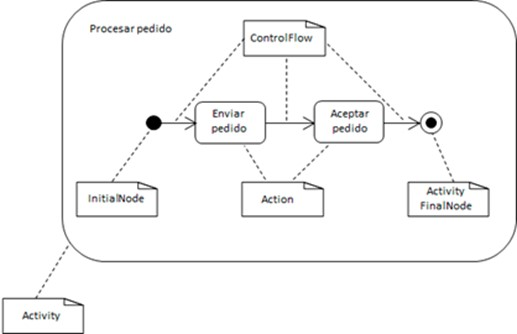 Procesar pedido
ControlFlow
Enviar
pedido
Aceptar
pedido
InitialNode
Action
Activity
FinalNode
Activity